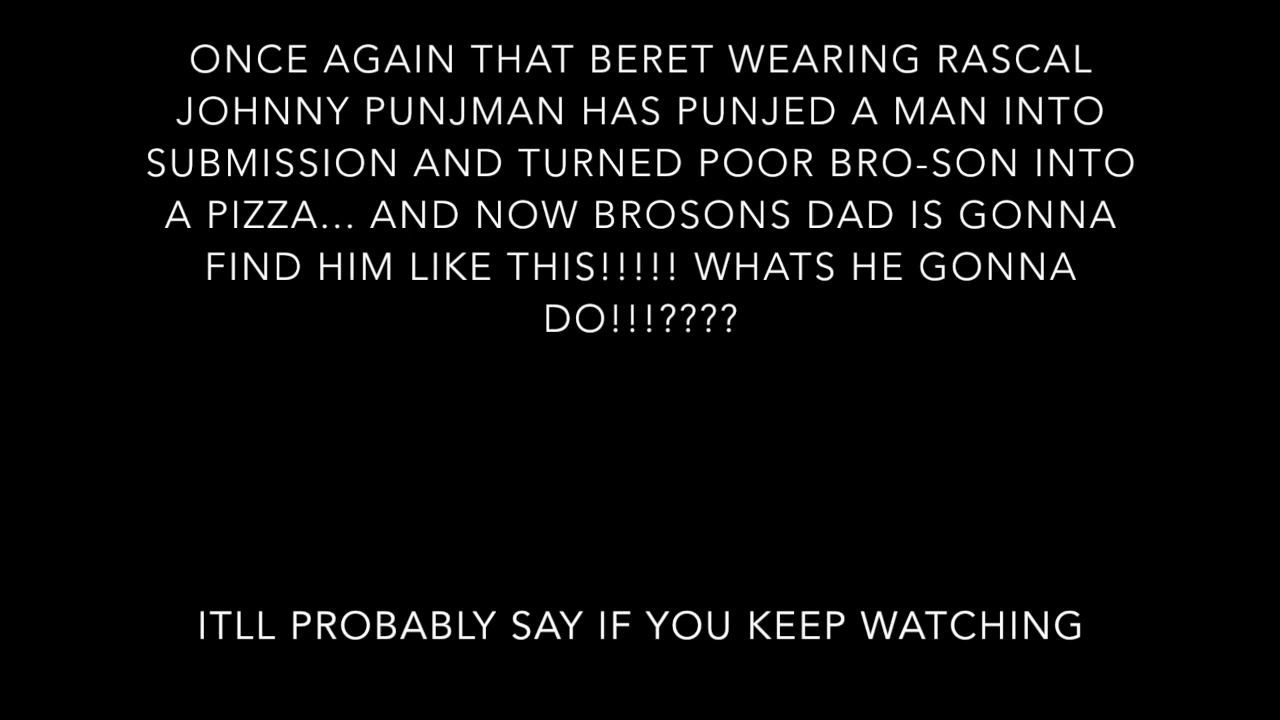 ONCE AGAIN THAT BERET WEARING RASCAL
JOHNNY PUNJMAN HAS PUNJED A MAN INTO
SUBMISSION AND TURNED POOR BRO-SON INTO
A PIZZA... AND NOW BROSONS DAD IS GONNA
FIND HIM LIKE THIS!!!!! WHATS HE GONNA
DO!!!????
ITLL PROBABLY SAY IF YOU KEEP WATCHING